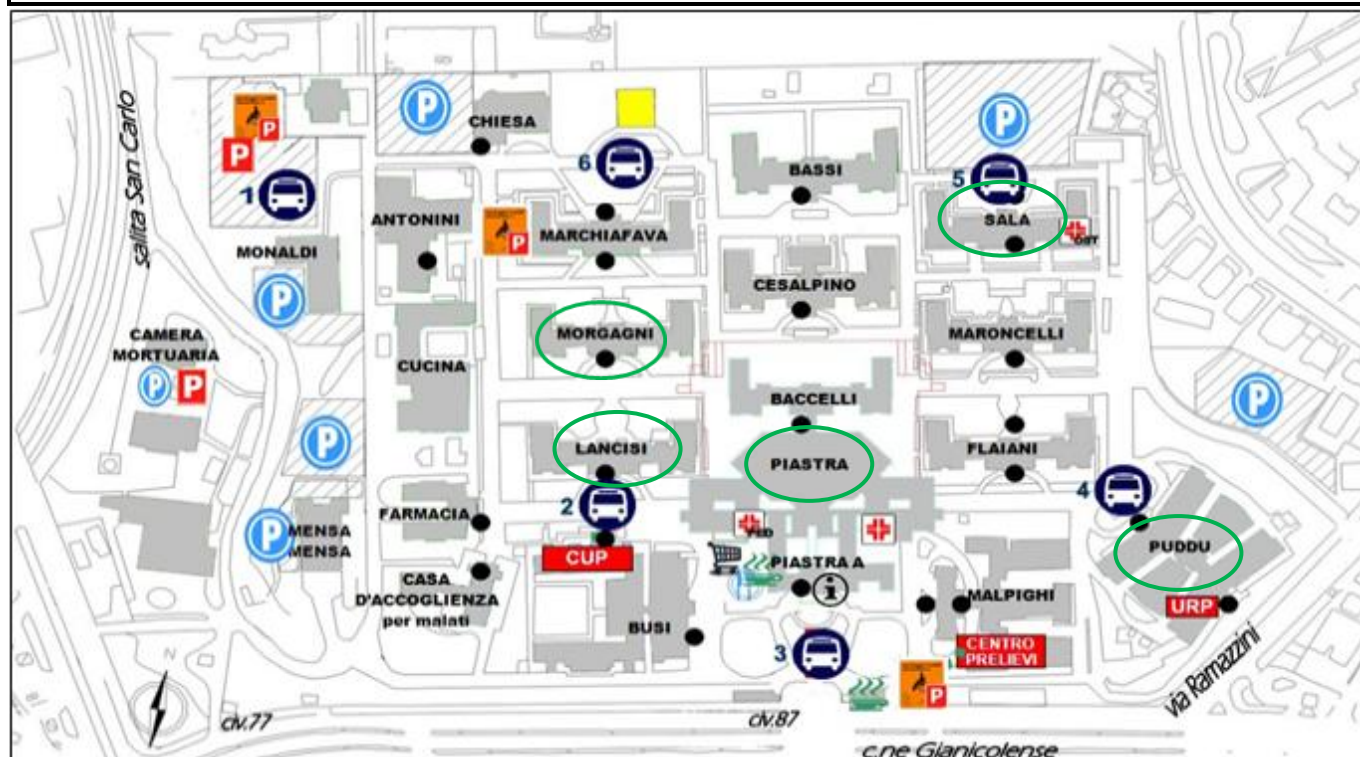 salita San Carlo
P
P
P
CHIESA
6
BASSI
P
5
1
ANTONINI
P
MARCHIAFAVA
SALA
OST
MONALDI
P
CESALPINO
CAMERA
MORTUARIA
P
P
MORGAGNI
MARONCELLI
CUCINA
BACCELLI
P
P
LANCISI
PIASTRA
FLAIANI
2
4
FARMACIA
P
MENSA
MENSA
CUP
PED
PUDDU
CASA
D'ACCOGLIENZA
per malati
PIASTRA A
i
MALPIGHI
URP
BUSI
3
CENTRO
PRELIEVI
P
via Ramazzini
N
civ.77
civ.87
c.ne Gianicolense